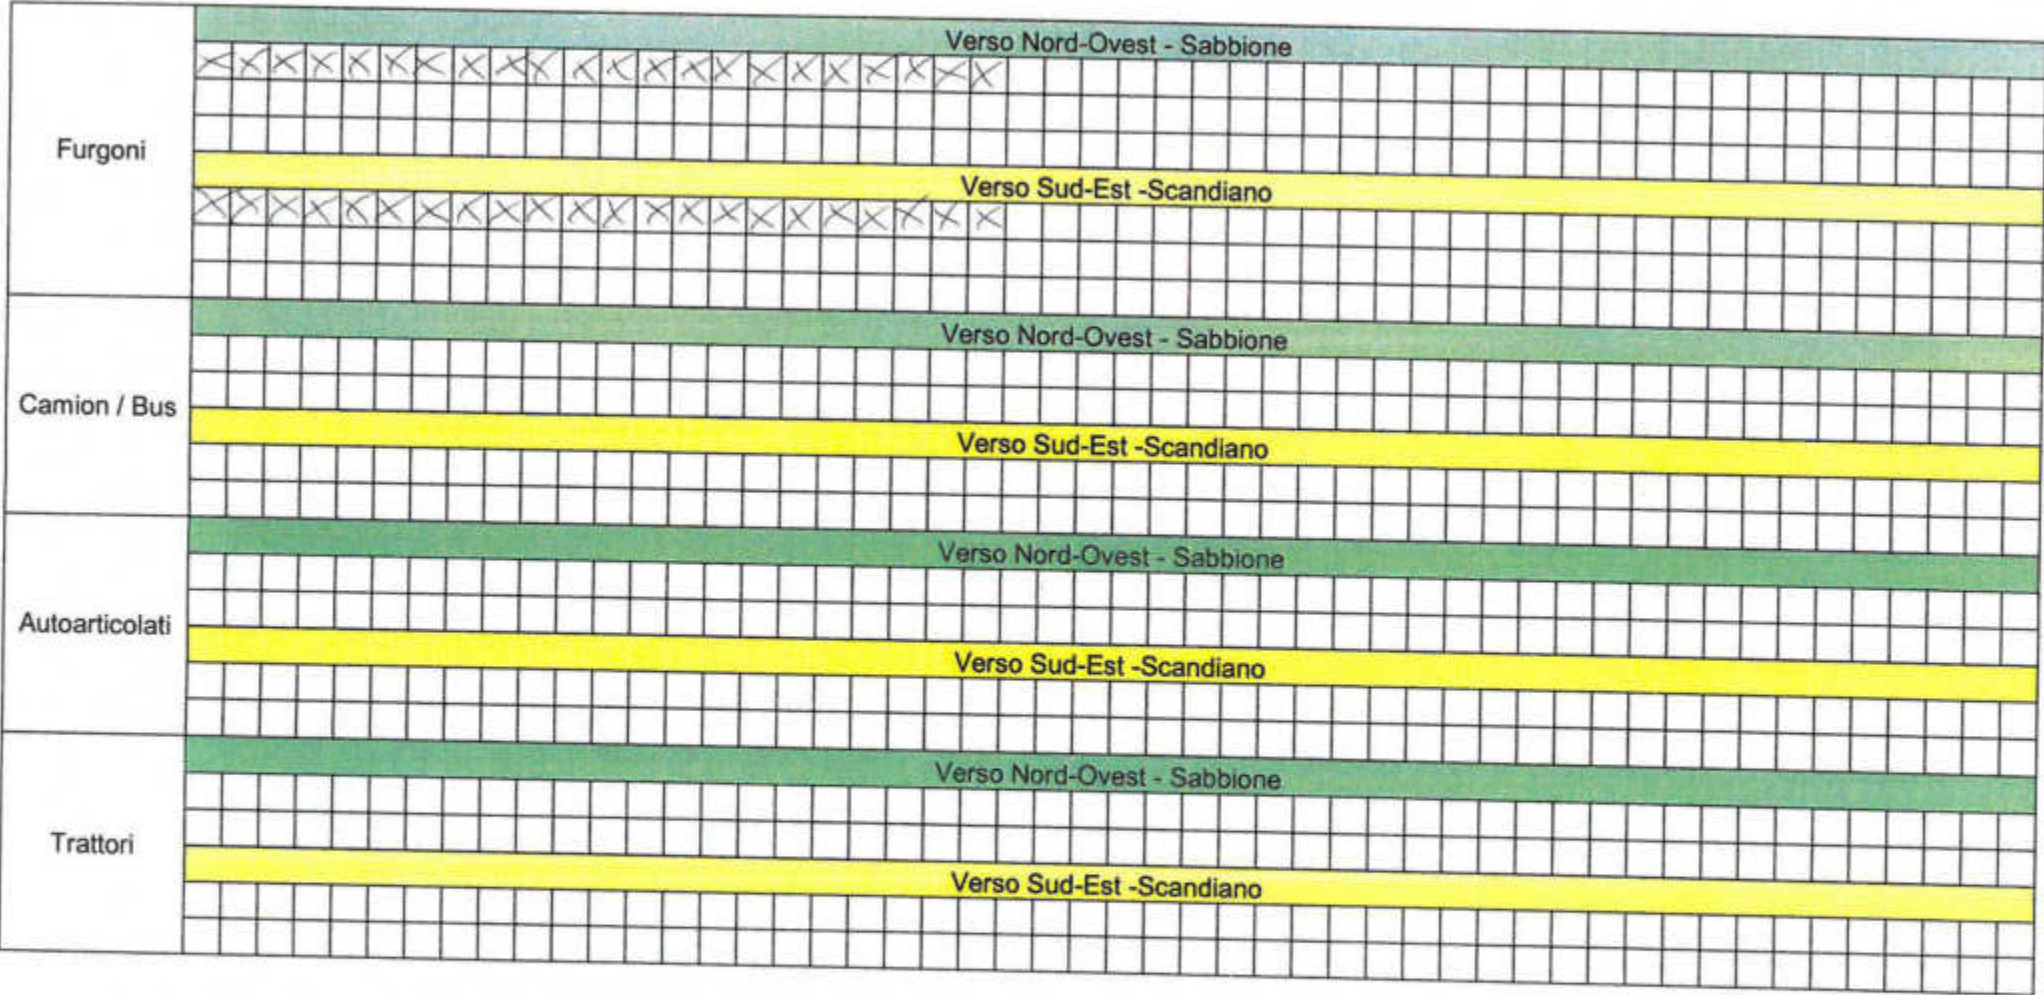 Furgoni
Verso Nord-Ovest - Sabbione
X X X X X X X X X X X X X X X X X X X X X X
Verso Sud-Est -Scandiano
X X X X X X X X X X X X X X X X X X X X X X
Camion / Bus
Verso Nord-Ovest - Sabbione
Verso Sud-Est -Scandiano
Autoarticolati
Verso Nord-Ovest - Sabbione
Verso Sud-Est -Scandiano
Trattori
Verso Nord-Ovest - Sabbione
Verso Sud-Est -Scandiano